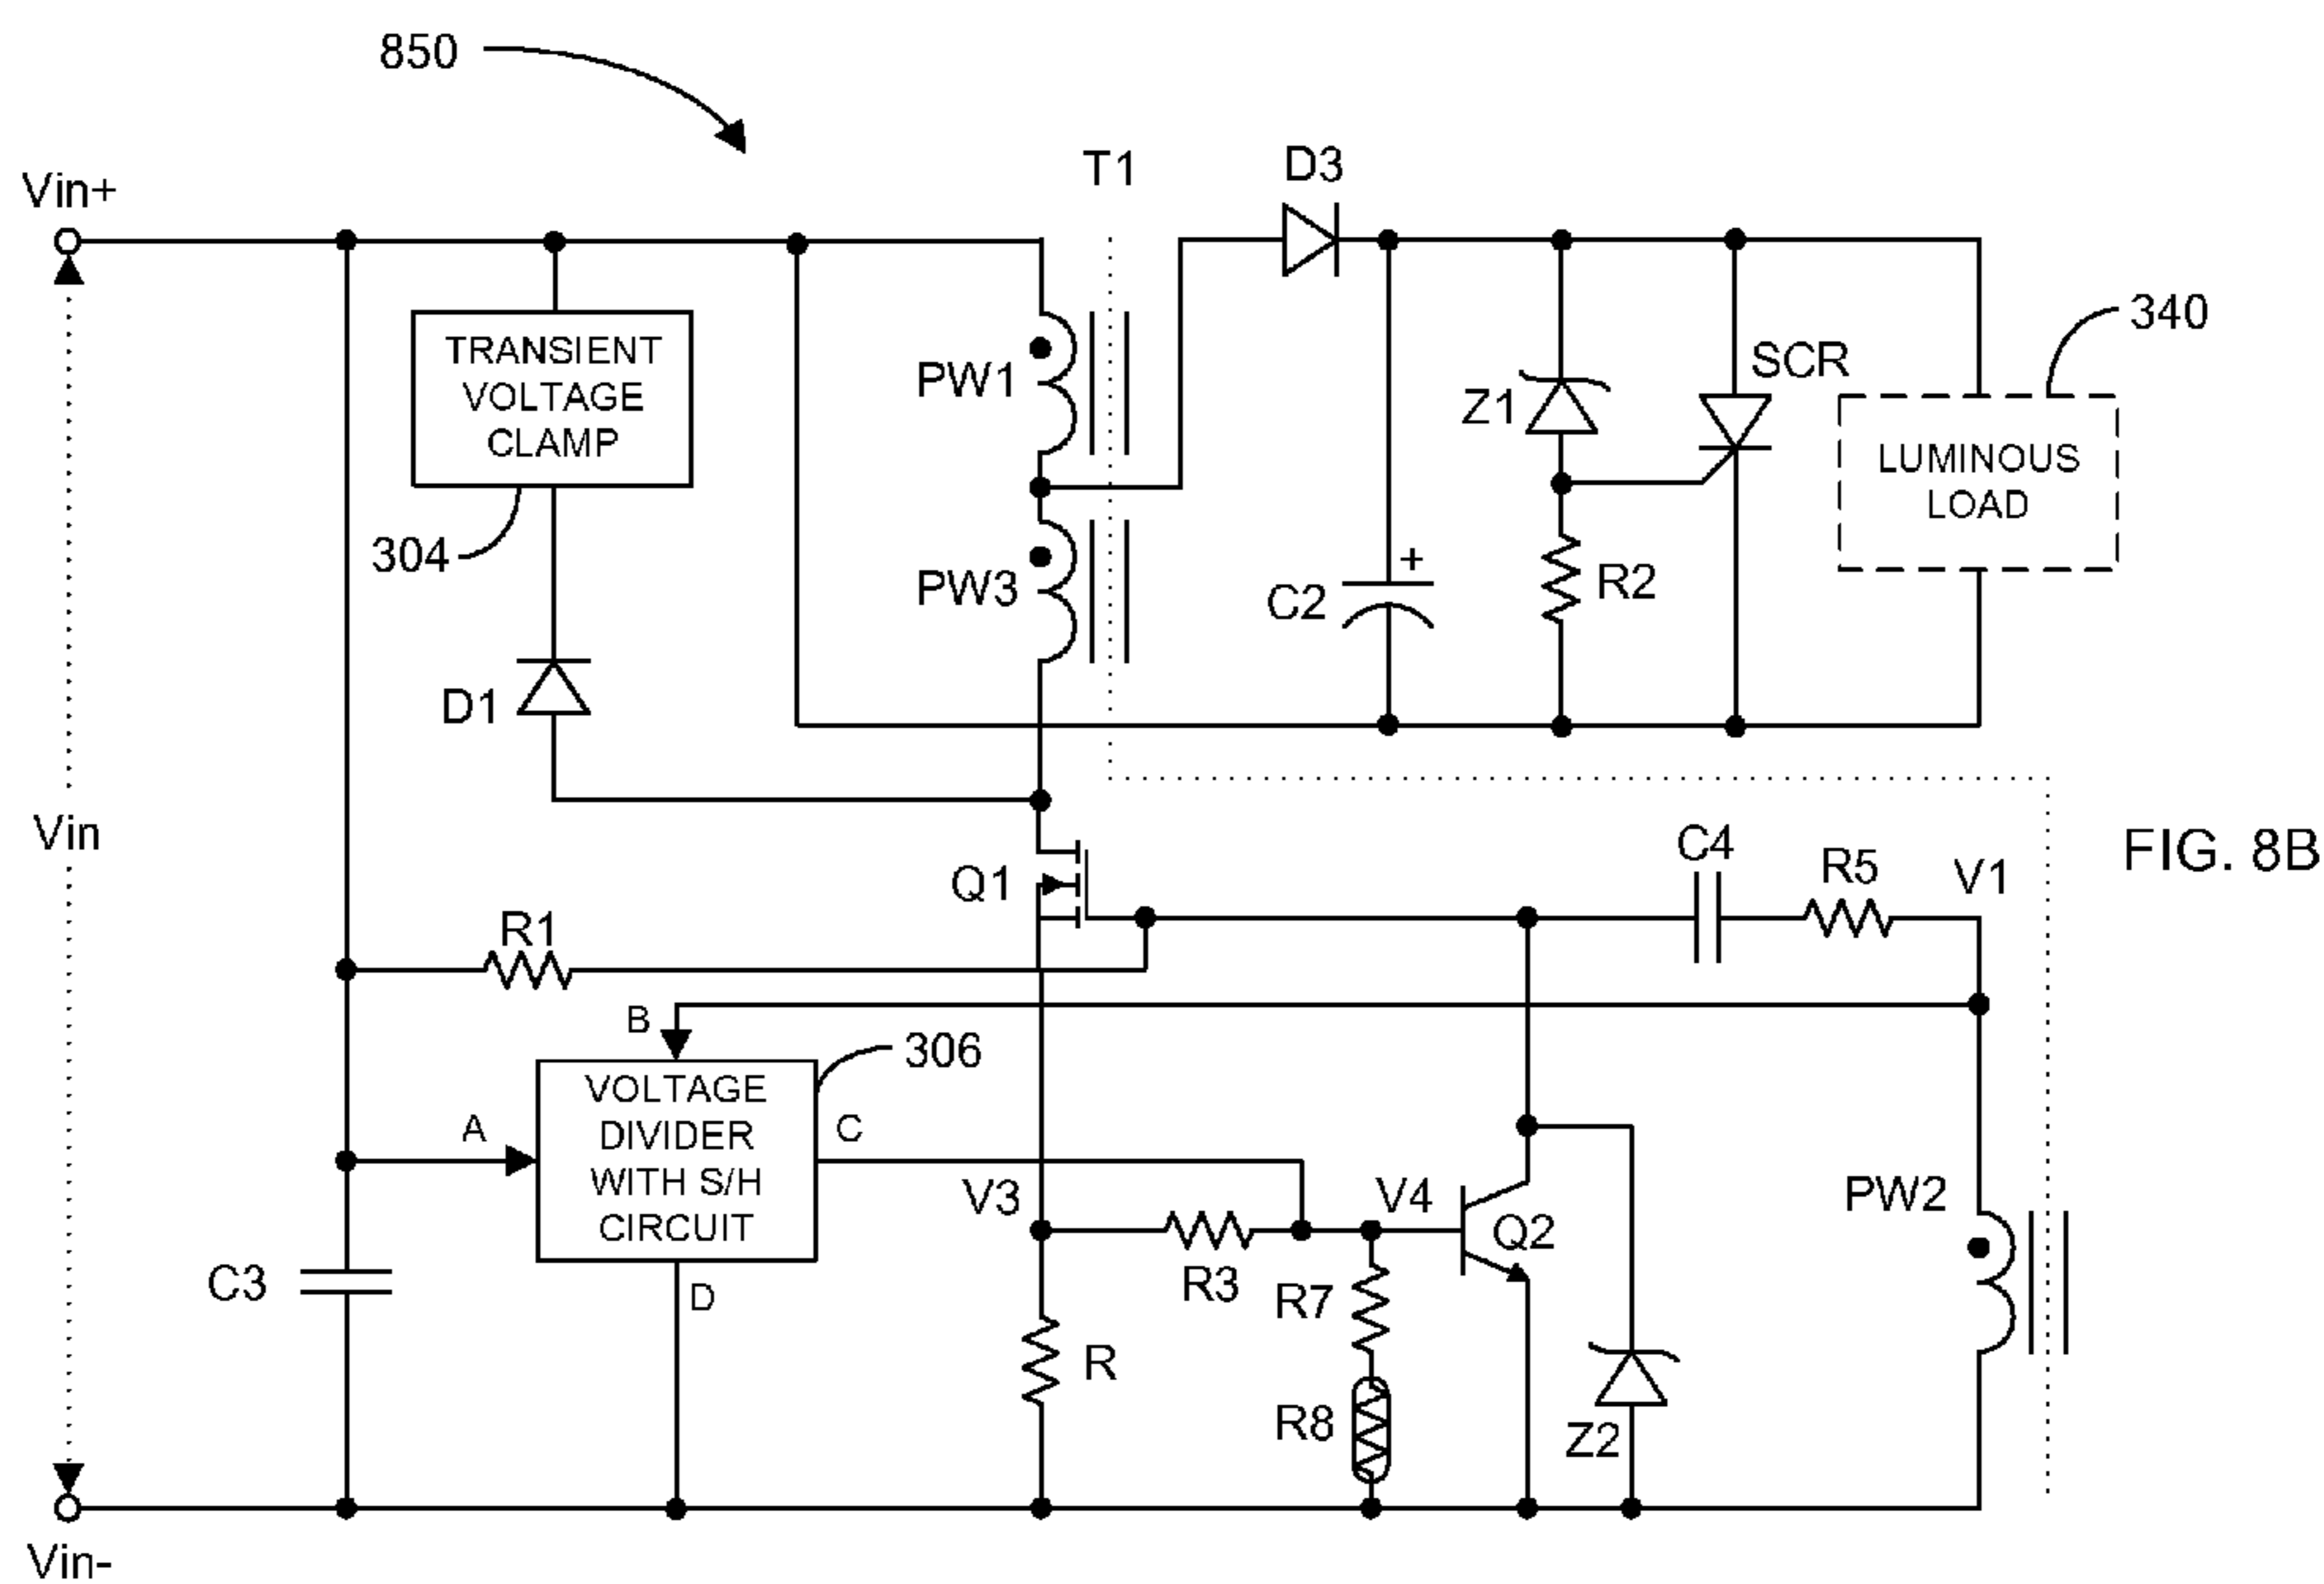 850
T1
D3
Vin+
340
TRANSIENT
VOLTAGE
CLAMP
PW1
Z1
SCR
LUMINOUS
LOAD
304
PW3
C2
+
R2
D1
Vin
Q1
C4
R5
V1
FIG. 8B
R1
B
306
VOLTAGE
DIVIDER
WITH S/H
CIRCUIT
A
C
V3
V4
PW2
Q2
C3
D
R3
R7
R
R8
Z2
Vin-